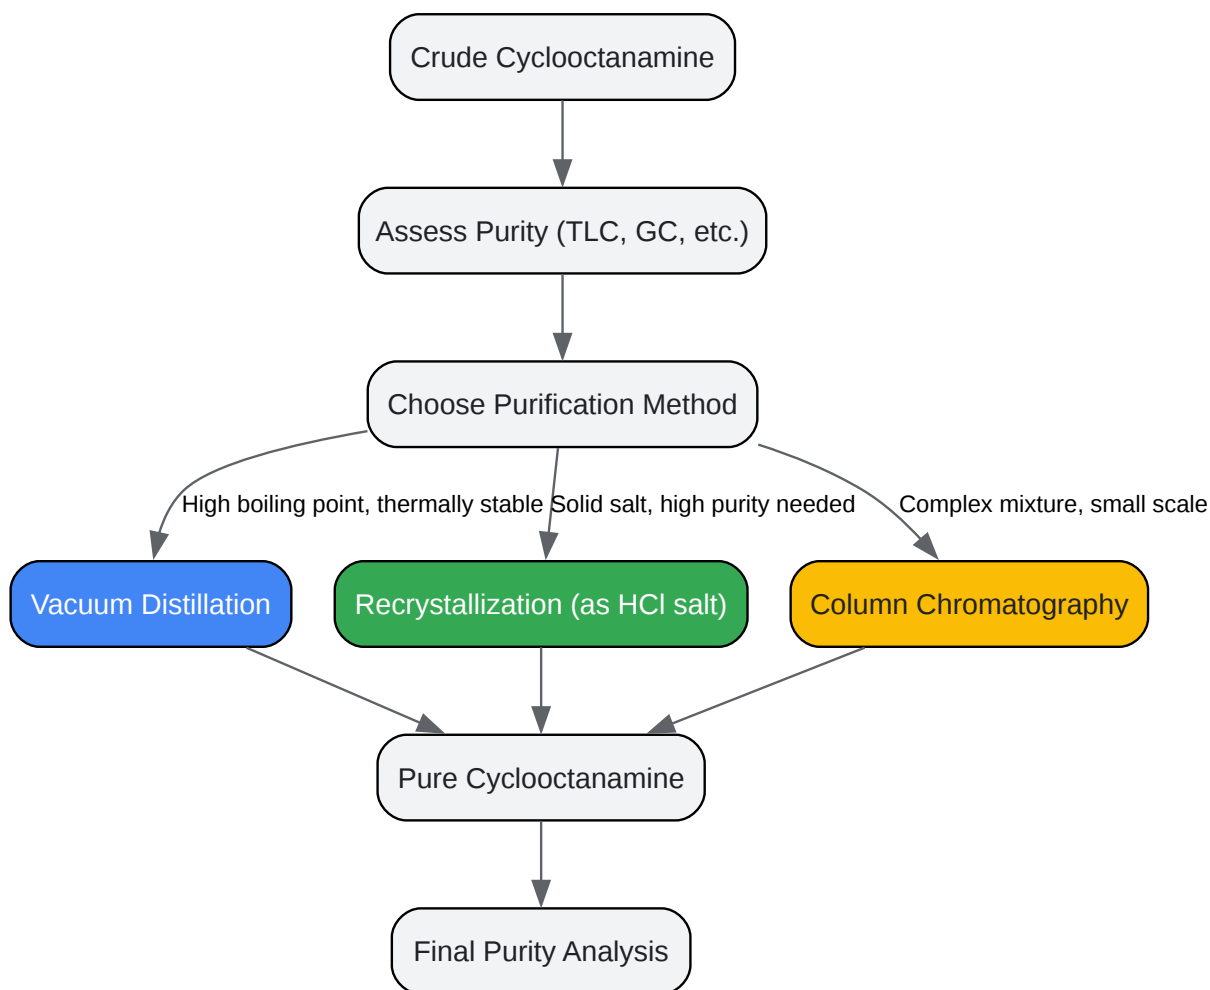 Crude Cyclooctanamine
Assess Purity (TLC, GC, etc.)
Choose Purification Method
High boiling point, thermally stable
Solid salt, high purity needed
Complex mixture, small scale
Vacuum Distillation
Recrystallization (as HCl salt)
Column Chromatography
Pure Cyclooctanamine
Final Purity Analysis